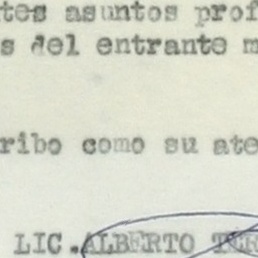 tes asuntos prof
s del entrante m
ribo como su ate
LIC. ALBERTO